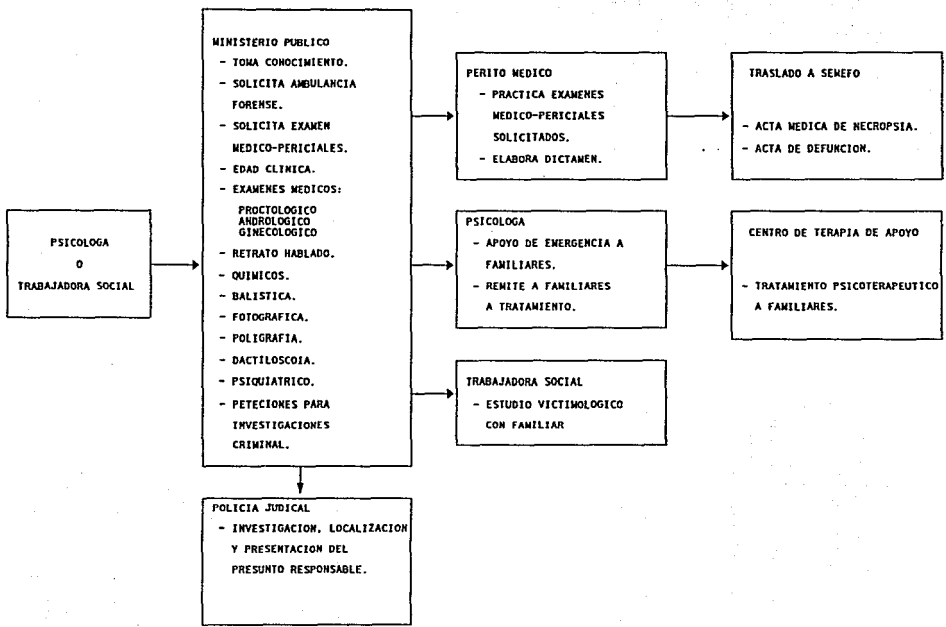 PSICOLOGA
O
TRABAJADORA SOCIAL
MINISTERIO PUBLICO
- TOMA CONOCIMIENTO.
- SOLICITA AMBULANCIA
FORENSE.
- SOLICITA EXAMEN
MEDICO-PERICIALES.
- EDAD CLINICA.
- EXAMENES MEDICOS:
PROCTOLOGICO
ANDROLOGICO
GINECOLOGICO
- RETRATO HABLADO.
- QUIMICOS.
- BALISTICA.
- FOTOGRAFICA.
- POLIGRAFIA.
- DACTILOSCOIA.
- PSIQUIATRICO.
- PETECIONES PARA
INVESTIGACIONES
CRIMINAL.
POLICIA JUDICAL
- INVESTIGACION, LOCALIZACION
Y PRESENTACION DEL
PRESUNTO RESPONSABLE.
PERITO MEDICO
- PRACTICA EXAMENES
MEDICO-PERICIALES
SOLICITADOS.
- ELABORA DICTAMEN.
TRASLADO A SEMEFO
- ACTA MEDICA DE NECROPSIA.
- ACTA DE DEFUNCION.
PSICOLOGA
- APOYO DE EMERGENCIA A
FAMILIARES.
- REMITE A FAMILIARES
A TRATAMIENTO.
CENTRO DE TERAPIA DE APOYO
- TRATAMIENTO PSICOTERAPEUTICO
A FAMILIARES.
TRABAJADORA SOCIAL
- ESTUDIO VICTIMOLOGICO
CON FAMILIAR